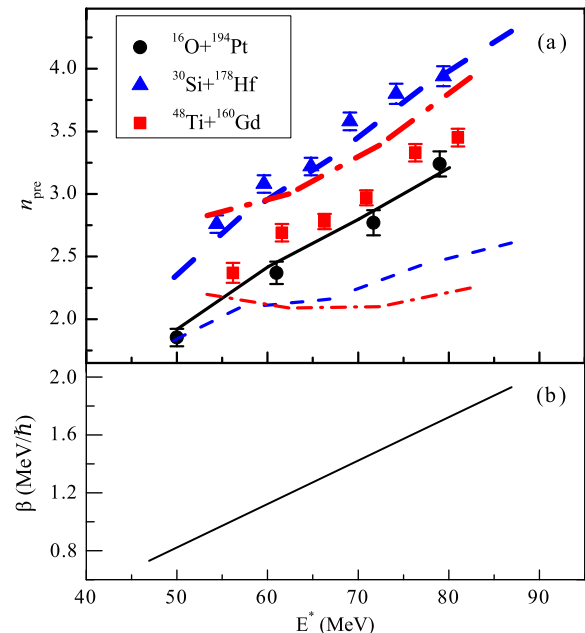 (a)
¹⁶O+¹⁹⁴Pt
³⁰Si+¹⁷⁸Hf
⁴⁸Ti+¹⁶⁰Gd
4.0
3.5
3.0
2.5
2.0
n_pre
(b)
2.0
1.6
1.2
0.8
β (MeV/ħ)
40 50 60 70 80 90
E* (MeV)